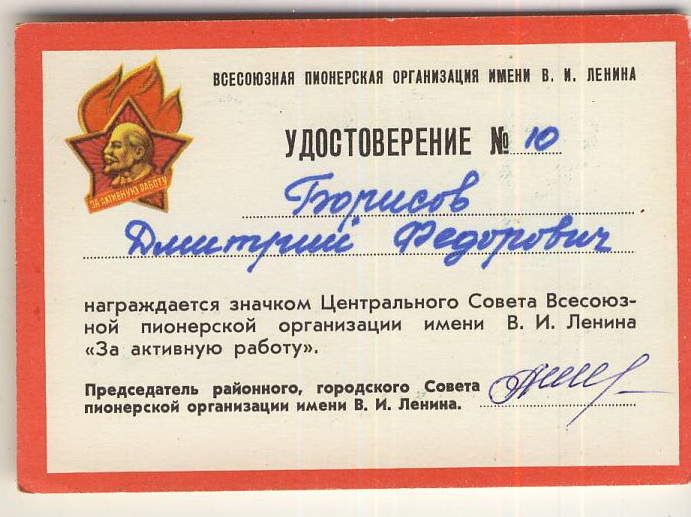 ВСЕСОЮЗНАЯ ПИОНЕРСКАЯ ОРГАНИЗАЦИЯ ИМЕНИ В. И. ЛЕНИНА
УДОСТОВЕРЕНИЕ № 10
ЗА АКТИВНУЮ РАБОТУ
Борисов
Дмитрий Федорович
награждается значком Центрального Совета Всесоюз-
ной пионерской организации имени В. И. Ленина
«За активную работу».
Председатель районного, городского Совета
пионерской организации имени В. И. Ленина.